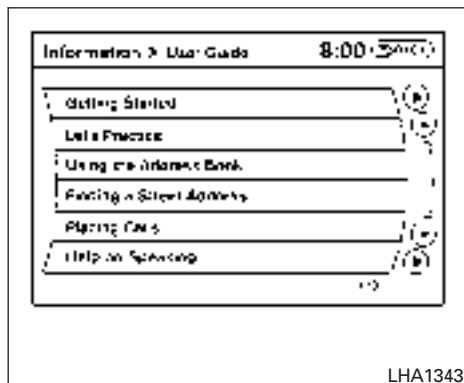 Information > User Guide 8:00
Getting Started
Let's Practice
Using the Address Book
Finding a Street Address
Placing Calls
Help on Speaking
LHA1343